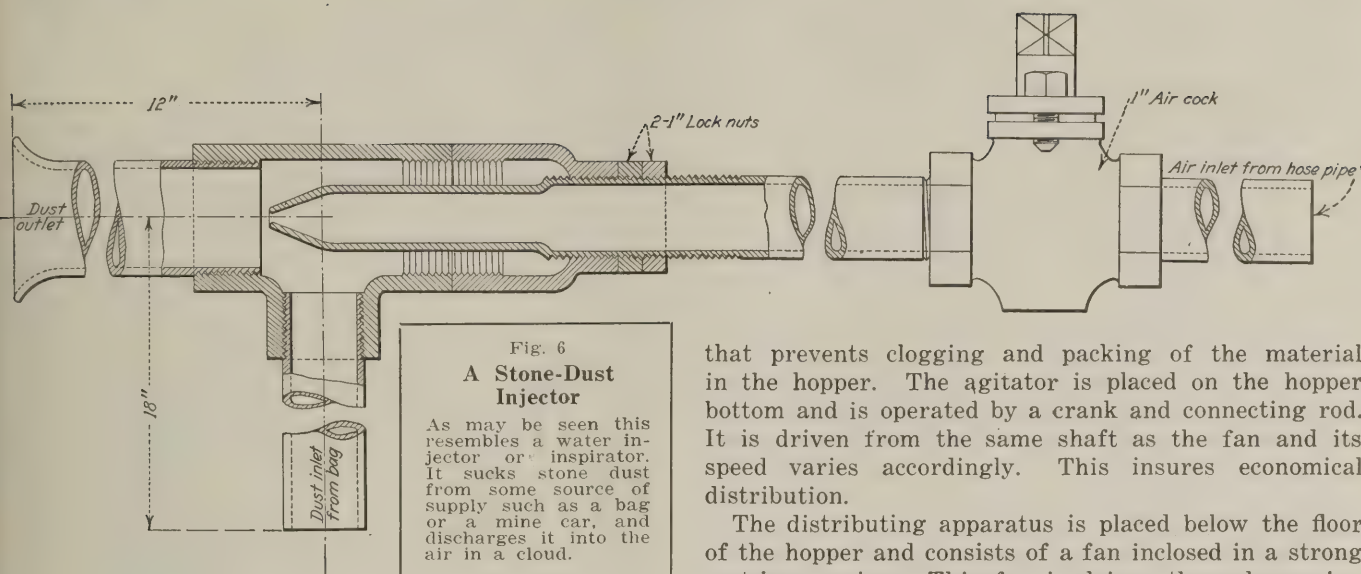 12"
2-1" Lock nuts
1" Air cock
Air inlet from hose pipe
Dust
outlet
18"
Dust inlet
from bag
Fig. 6
A Stone-Dust
Injector
As may be seen this
resembles a water in-
jector or inspirator.
It sucks stone dust
from some source of
supply such as a bag
or a mine car, and
discharges it into the
air in a cloud.
that prevents clogging and packing of the material
in the hopper. The agitator is placed on the hopper
bottom and is operated by a crank and connecting rod.
It is driven from the same shaft as the fan and its
speed varies accordingly. This insures economical
distribution.
The distributing apparatus is placed below the floor
of the hopper and consists of a fan inclosed in a strong